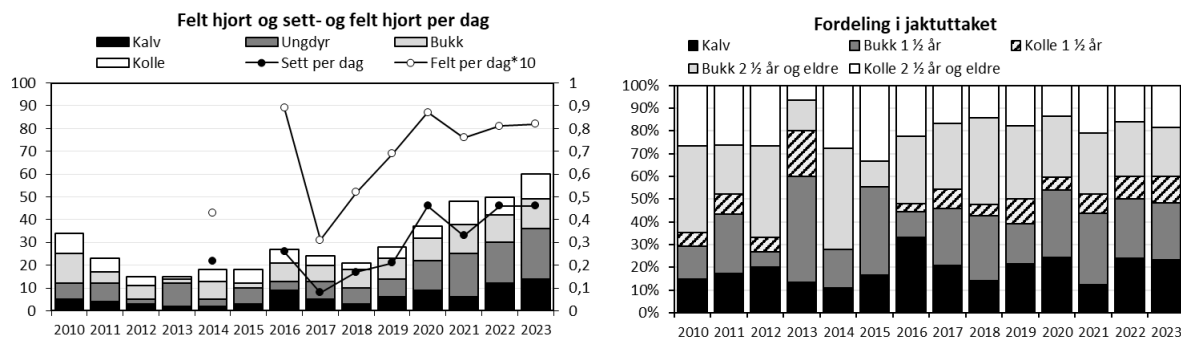 Felt hjort og sett- og felt hjort per dag
Kalv Ungdyr Bukk
Kolle Sett per dag Felt per dag*10
100 1
90 0,9
80 0,8
70 0,7
60 0,6
50 0,5
40 0,4
30 0,3
20 0,2
10 0,1
0 0
2010 2011 2012 2013 2014 2015 2016 2017 2018 2019 2020 2021 2022 2023
Fordeling i jaktuttaket
Kalv Bukk 1 ½ år Kolle 1 ½ år
Bukk 2 ½ år og eldre Kolle 2 ½ år og eldre
100%
90%
80%
70%
60%
50%
40%
30%
20%
10%
0%
2010 2011 2012 2013 2014 2015 2016 2017 2018 2019 2020 2021 2022 2023